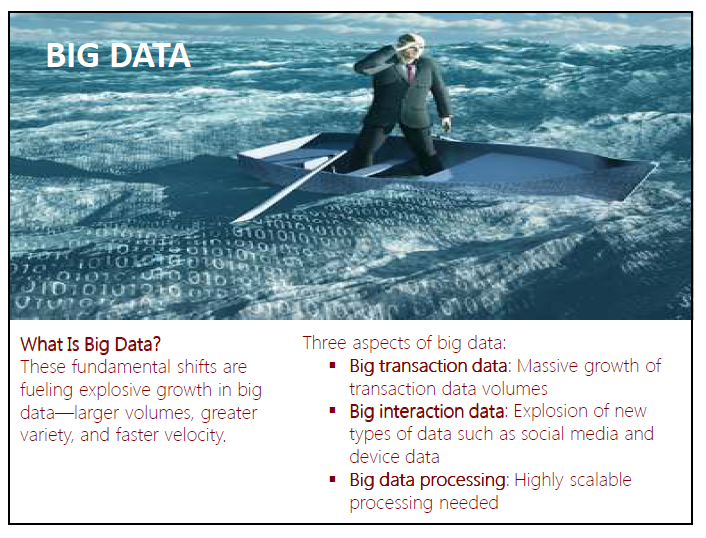 BIG DATA
What Is Big Data?
These fundamental shifts are
fueling explosive growth in big
data—larger volumes, greater
variety, and faster velocity.
Three aspects of big data:
▪ Big transaction data: Massive growth of
transaction data volumes
▪ Big interaction data: Explosion of new
types of data such as social media and
device data
▪ Big data processing: Highly scalable
processing needed